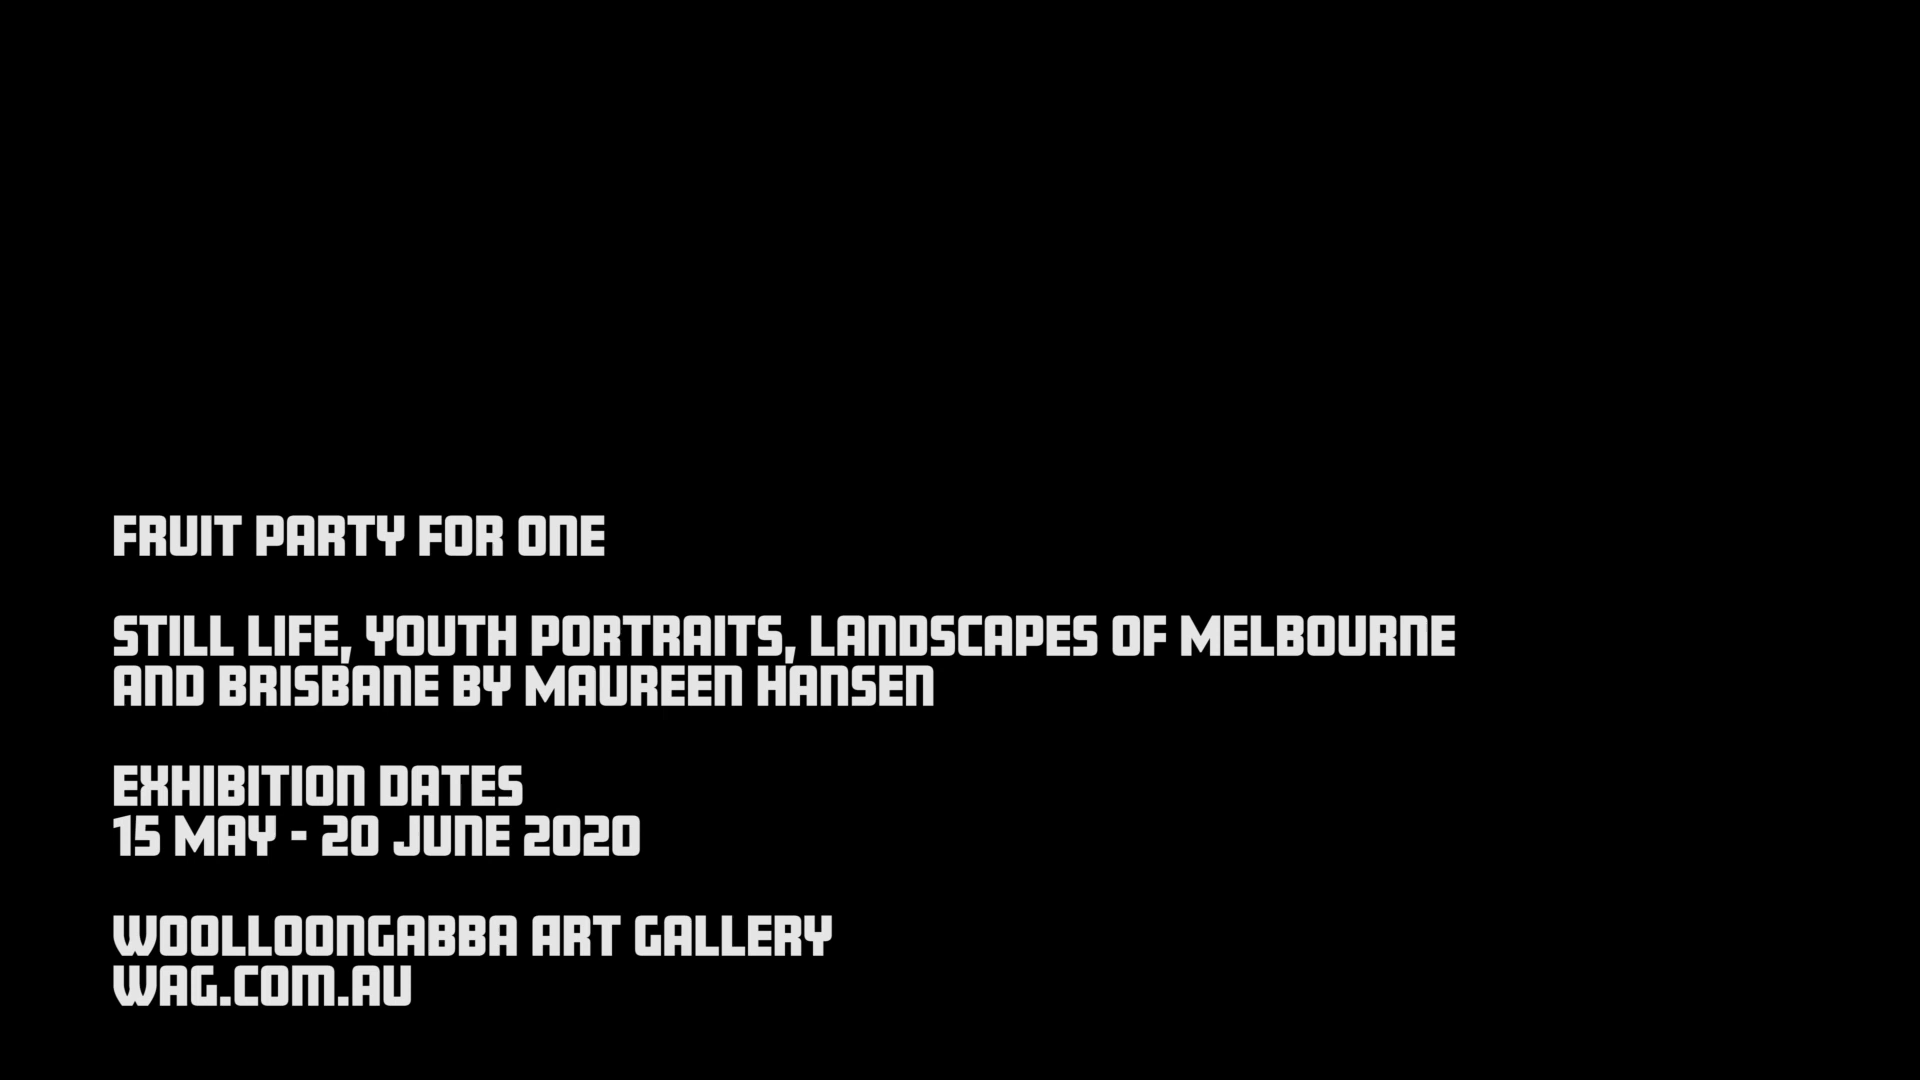 FRUIT PARTY FOR ONE
STILL LIFE, YOUTH PORTRAITS, LANDSCAPES OF MELBOURNE
AND BRISBANE BY MAUREEN HANSEN
EXHIBITION DATES
15 MAY - 20 JUNE 2020
WOOLLOONGABBA ART GALLERY
WAG.COM.AU